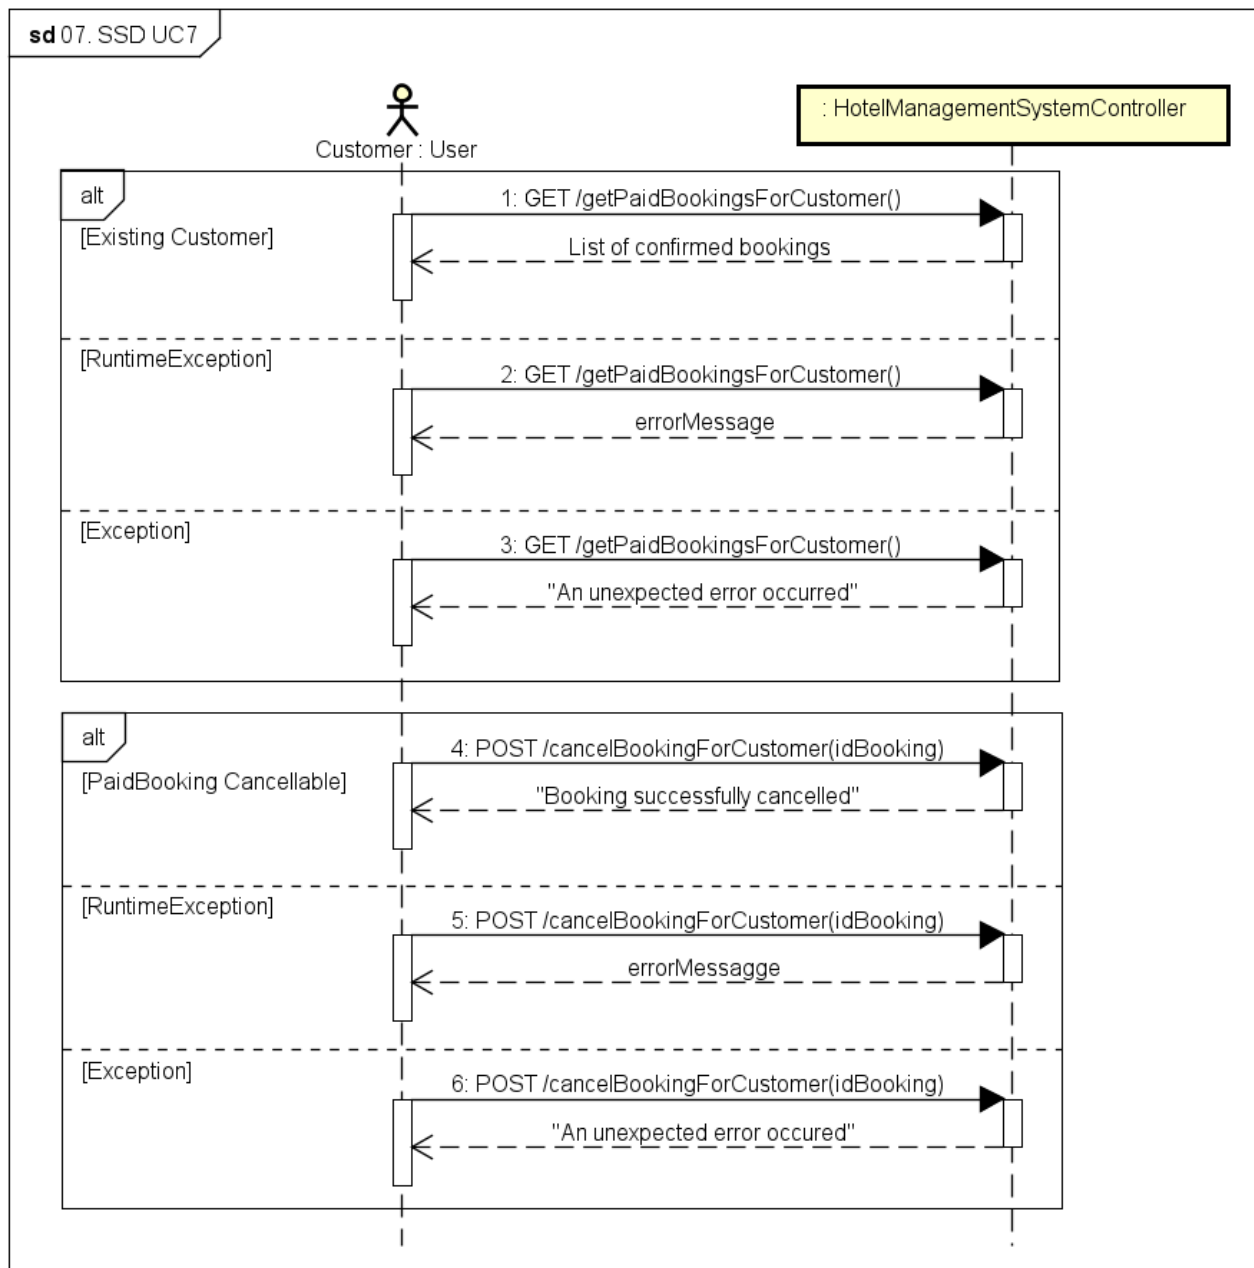 sd 07. SSD UC7
Customer : User
: HotelManagementSystemController
alt
[Existing Customer]
1: GET /getPaidBookingsForCustomer()
List of confirmed bookings
[RuntimeException]
2: GET /getPaidBookingsForCustomer()
errorMessage
[Exception]
3: GET /getPaidBookingsForCustomer()
"An unexpected error occurred"
alt
[PaidBooking Cancellable]
4: POST /cancelBookingForCustomer(idBooking)
"Booking successfully cancelled"
[RuntimeException]
5: POST /cancelBookingForCustomer(idBooking)
errorMessagge
[Exception]
6: POST /cancelBookingForCustomer(idBooking)
"An unexpected error occured"